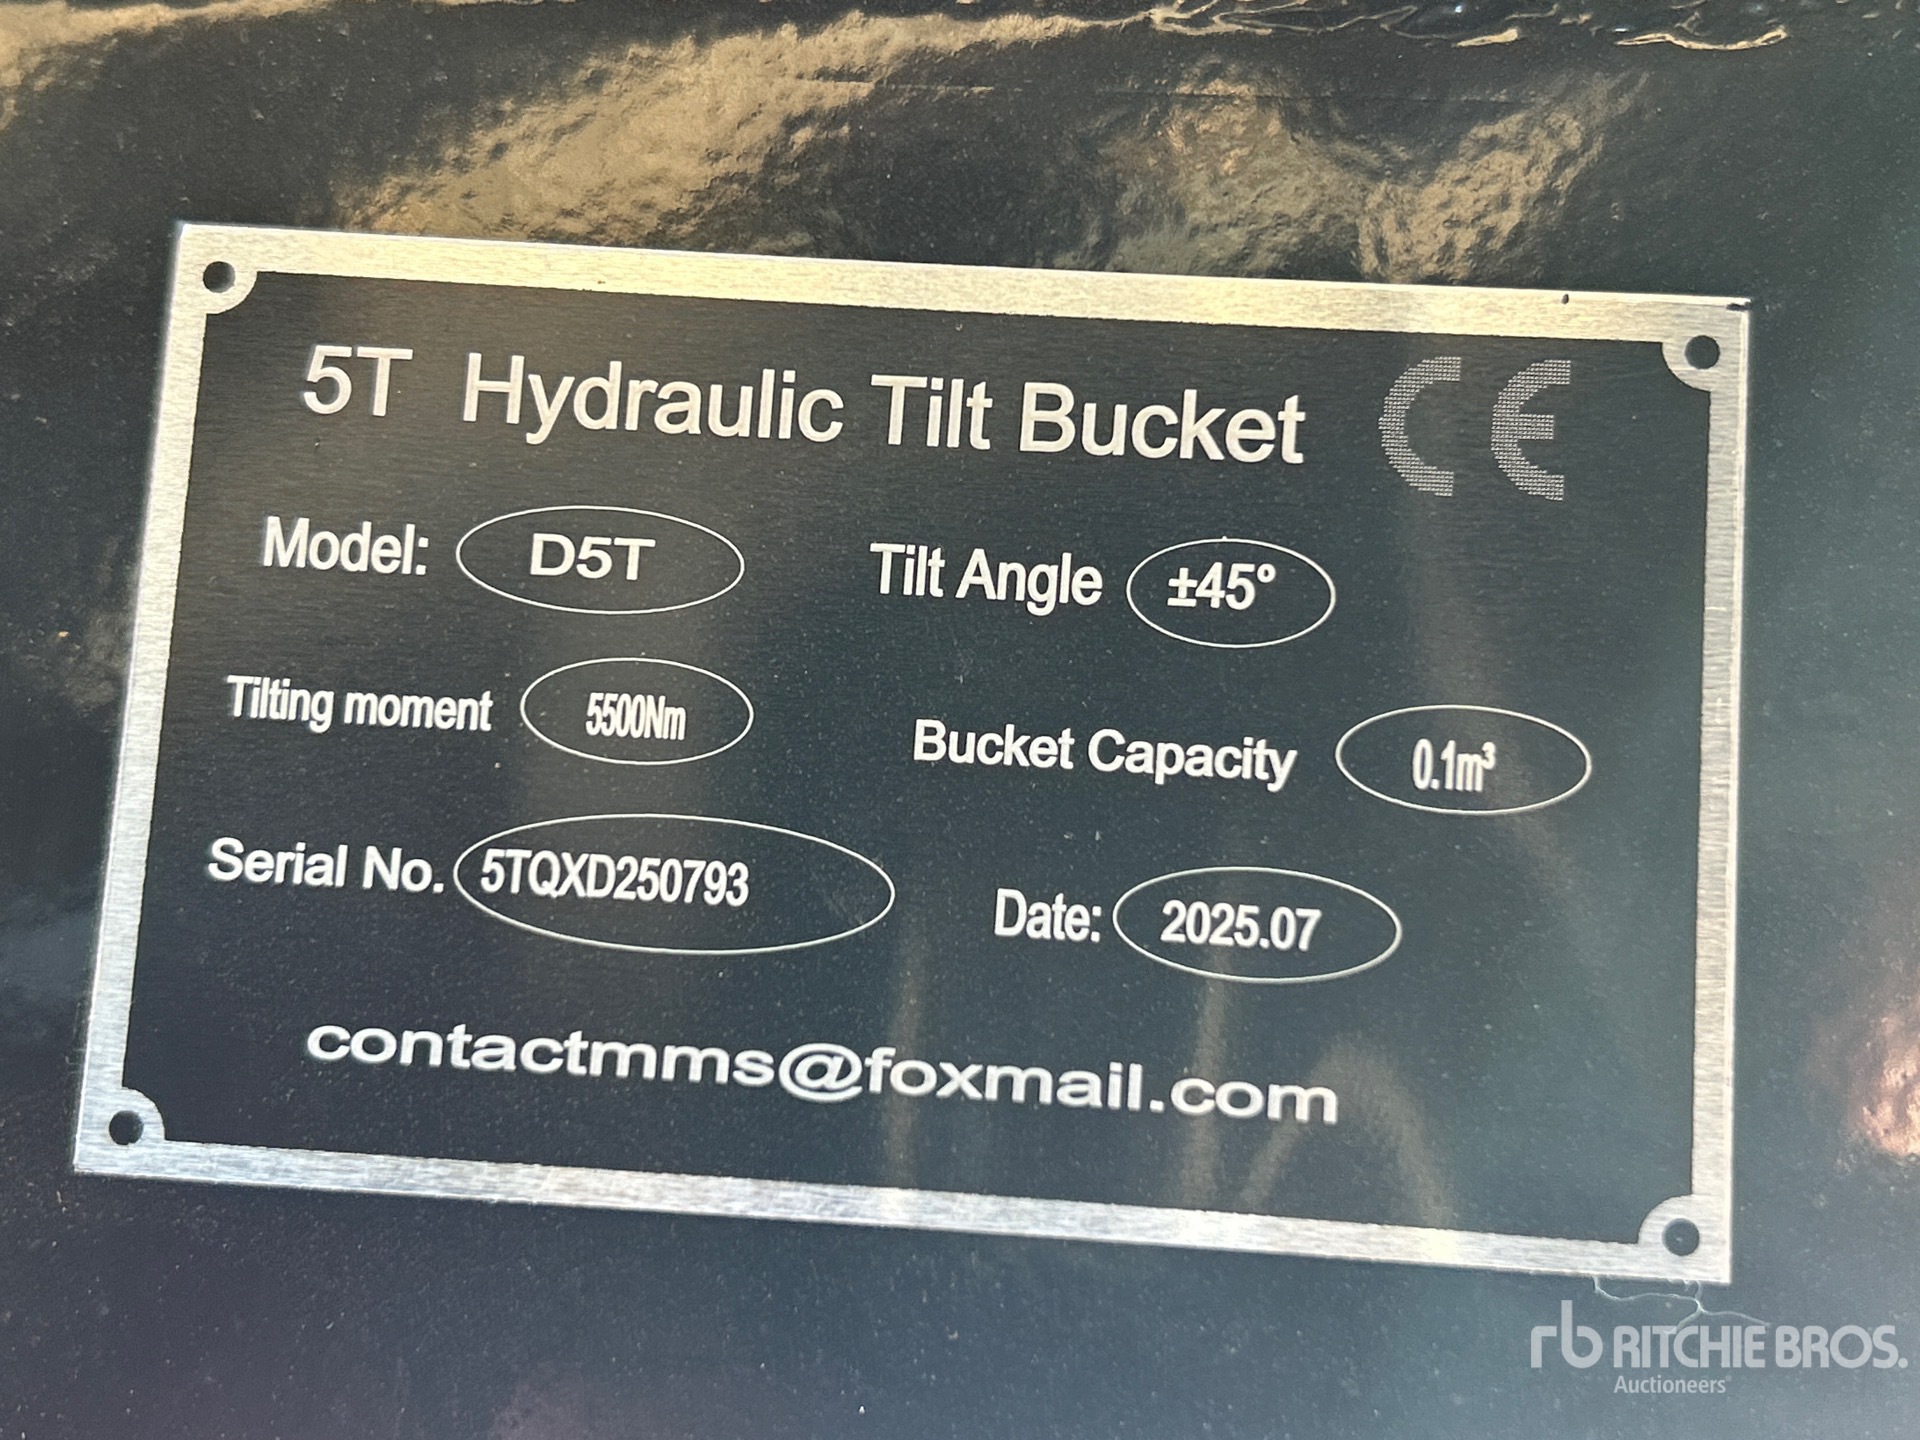 5T Hydraulic Tilt Bucket CE
Model: D5T Tilt Angle ±45°
Tilting moment 5500Nm Bucket Capacity 0.1m³
Serial No. 5TQXD250793 Date: 2025.07
contactmms@foxmail.com
rb RITCHIE BROS.
Auctioneers